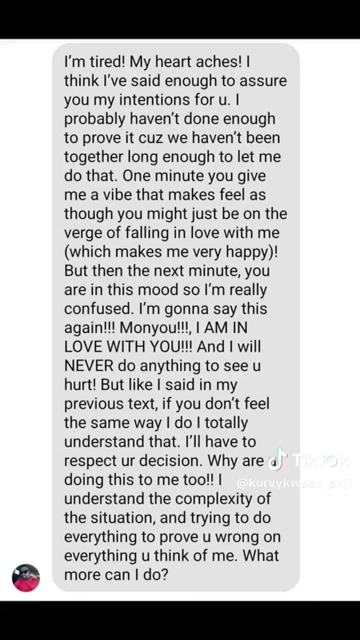 I'm tired! My heart aches! I
think I've said enough to assure
you my intentions for u. I
probably haven't done enough
to prove it cuz we haven't been
together long enough to let me
do that. One minute you give
me a vibe that makes feel as
though you might just be on the
verge of falling in love with me
(which makes me very happy)!
But then the next minute, you
are in this mood so I'm really
confused. I'm gonna say this
again!!! Monyou!!!, I AM IN
LOVE WITH YOU!!! And I will
NEVER do anything to see u
hurt! But like I said in my
previous text, if you don't feel
the same way I do I totally
understand that. I'll have to
respect ur decision. Why are
TikTok
doing this to me too!! I
understand the complexity of
the situation, and trying to do
everything to prove u wrong on
everything u think of me. What
more can I do?